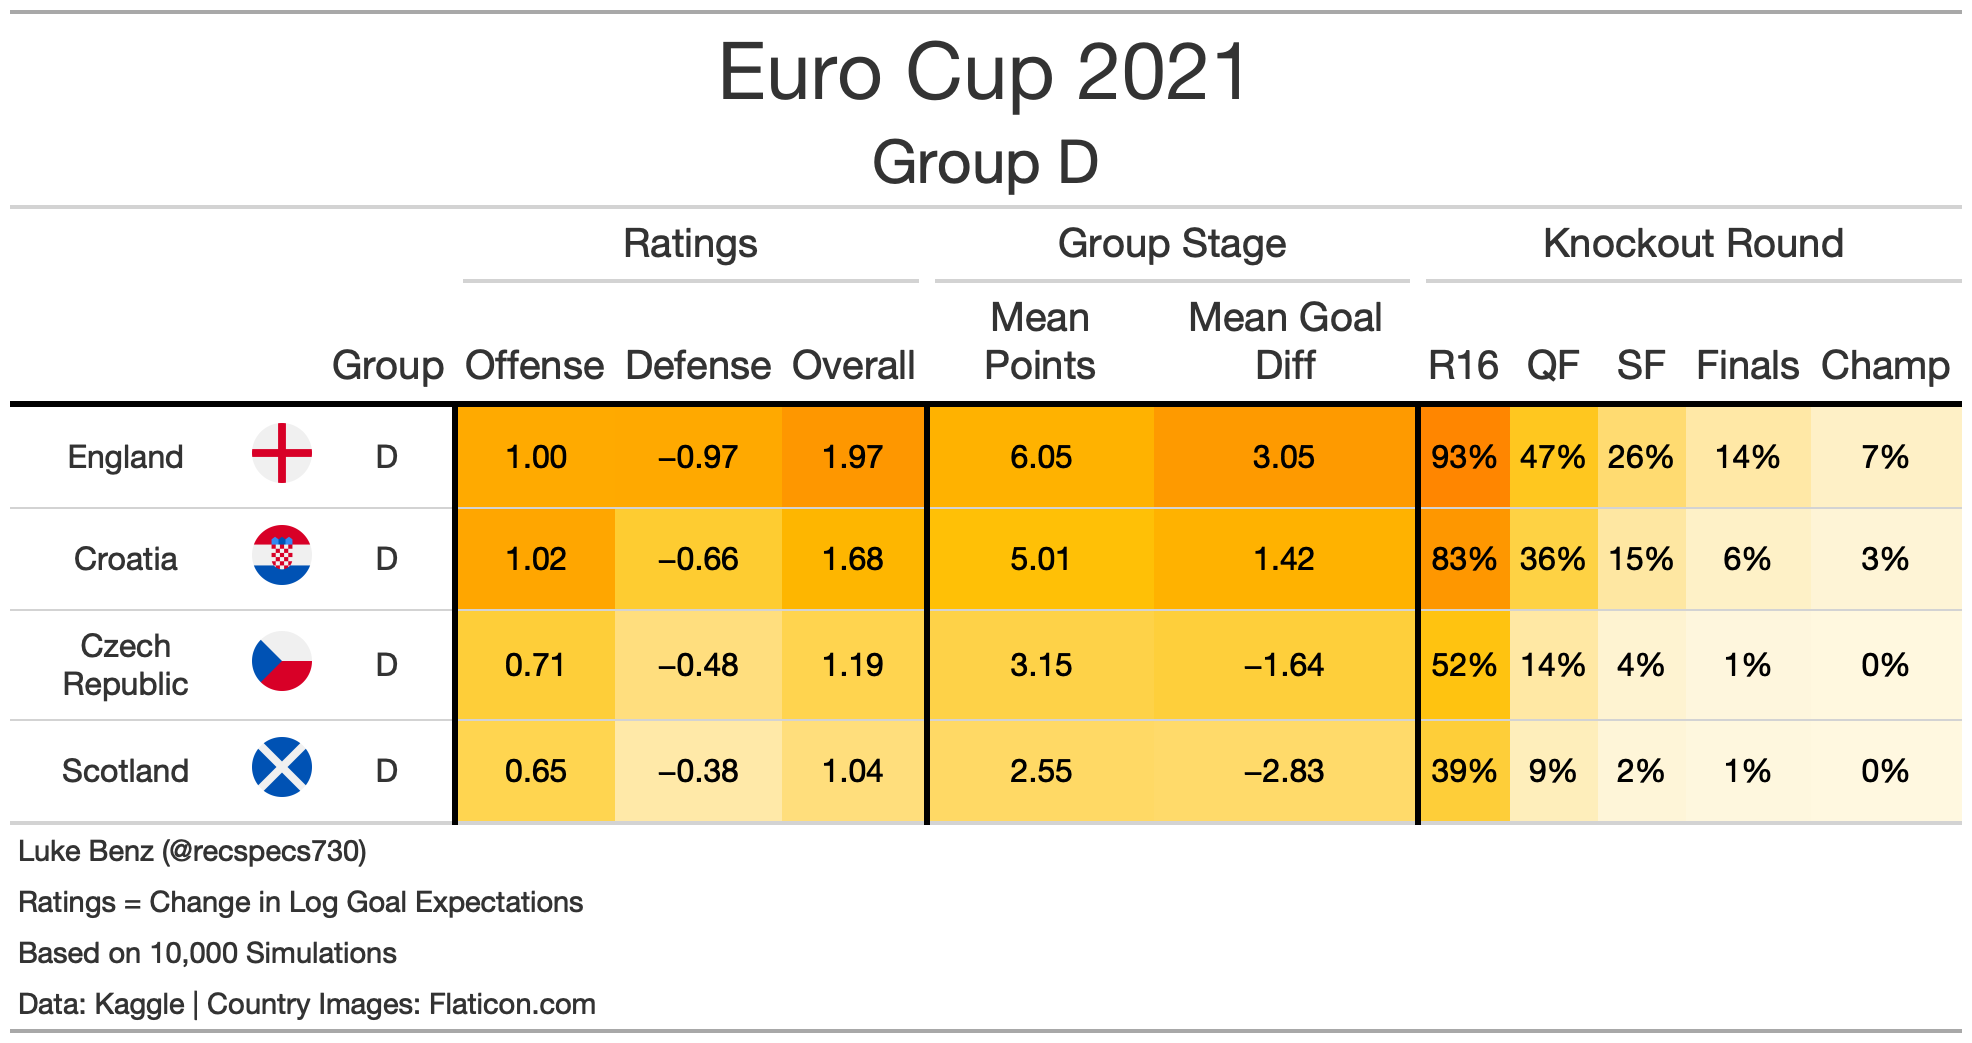 Euro Cup 2021
Group D
Ratings Group Stage Knockout Round
Group Offense Defense Overall Mean Points Mean Goal Diff R16 QF SF Finals Champ
England D 1.00 −0.97 1.97 6.05 3.05 93% 47% 26% 14% 7%
Croatia D 1.02 −0.66 1.68 5.01 1.42 83% 36% 15% 6% 3%
Czech Republic D 0.71 −0.48 1.19 3.15 −1.64 52% 14% 4% 1% 0%
Scotland D 0.65 −0.38 1.04 2.55 −2.83 39% 9% 2% 1% 0%
Luke Benz (@recspecs730)
Ratings = Change in Log Goal Expectations
Based on 10,000 Simulations
Data: Kaggle | Country Images: Flaticon.com